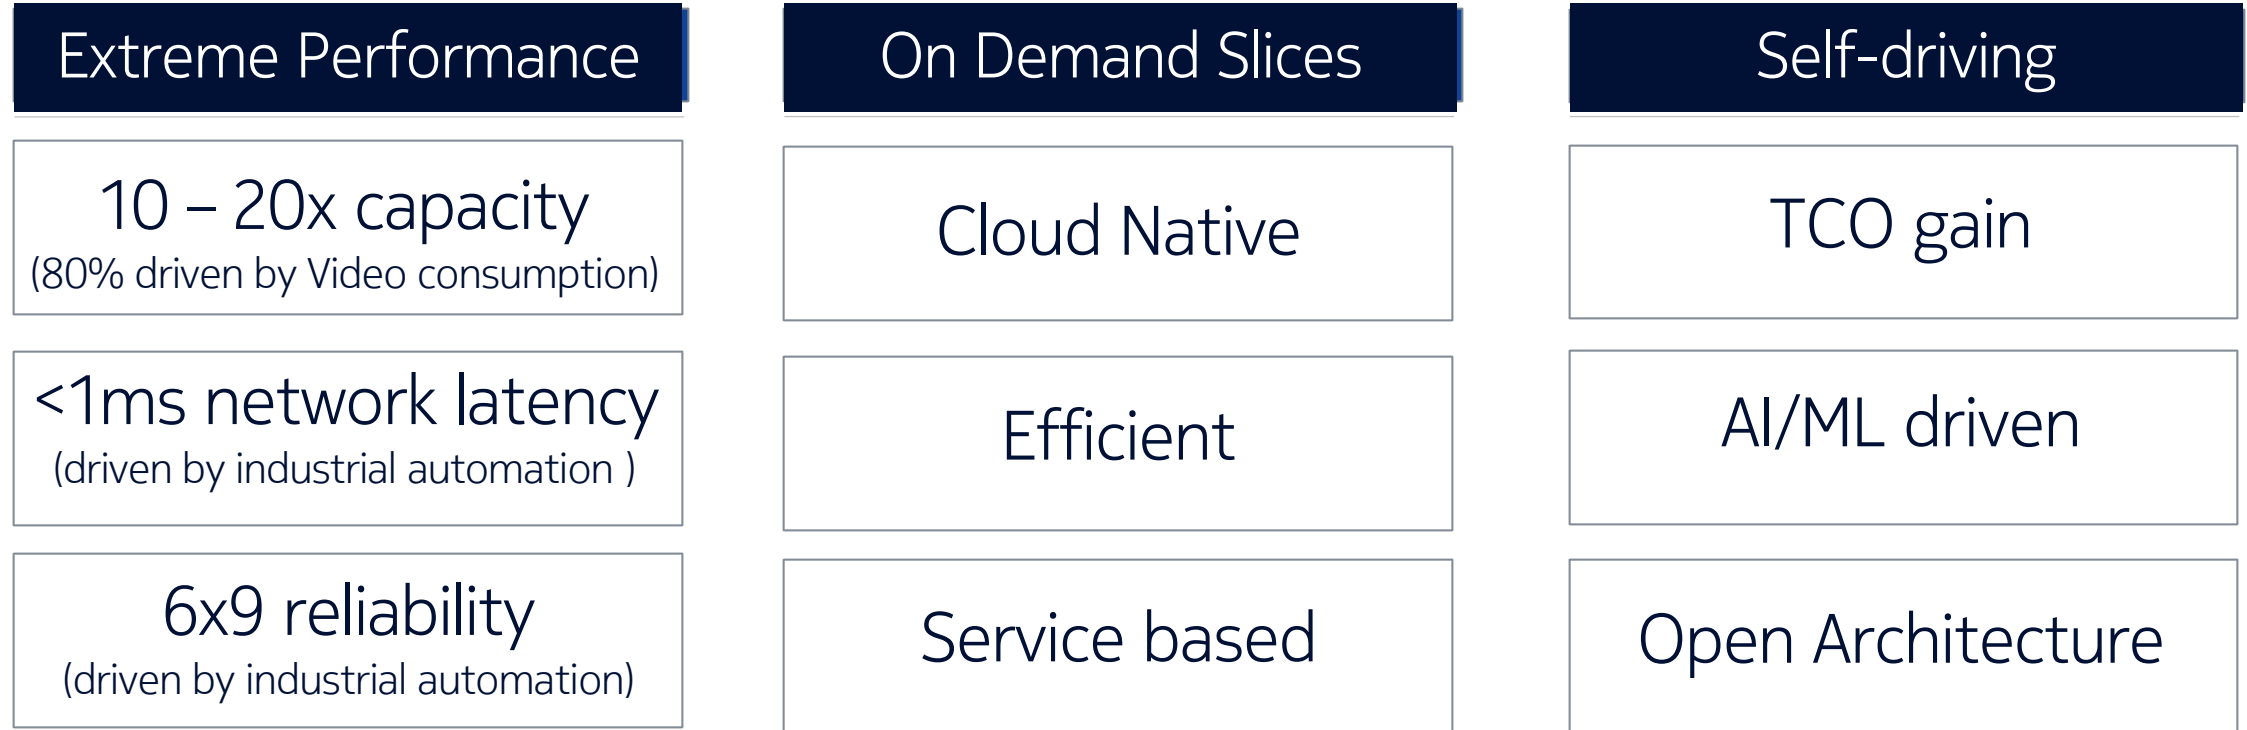 Extreme Performance
10 – 20x capacity
(80% driven by Video consumption)
<1ms network latency
(driven by industrial automation )
6x9 reliability
(driven by industrial automation)
On Demand Slices
Cloud Native
Efficient
Service based
Self-driving
TCO gain
AI/ML driven
Open Architecture